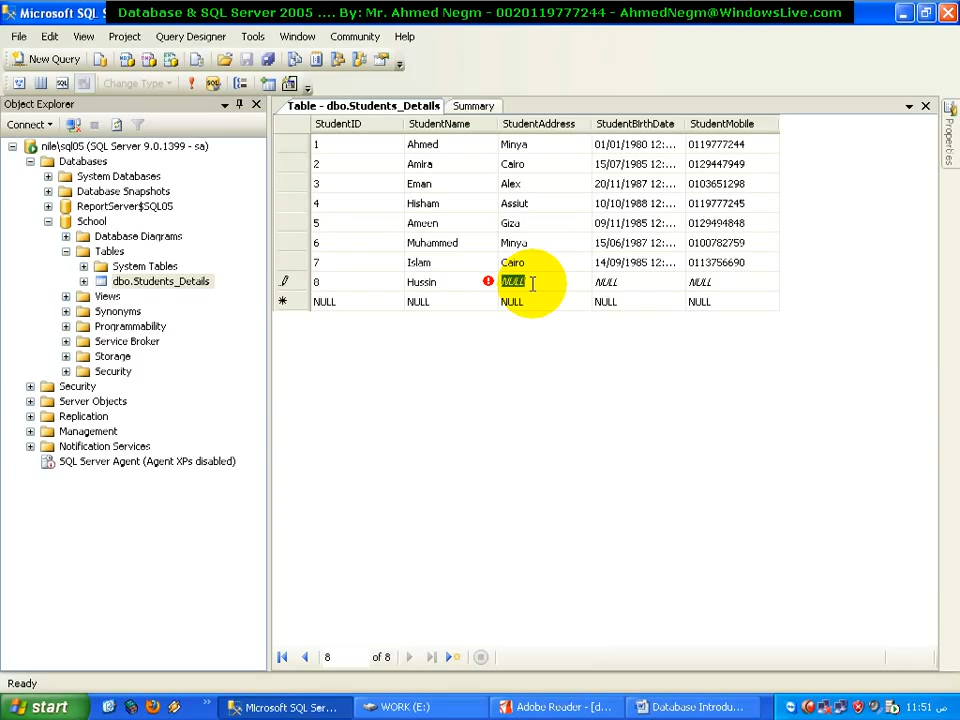 Microsoft SQL S
Database & SQL Server 2005 .... By: Mr. Ahmed Negm - 0020119777244 - AhmedNegm@WindowsLive.com
File Edit View Project Query Designer Tools Window Community Help
New Query
Change Type
Object Explorer
Connect
nile\sql05 (SQL Server 9.0.1399 - sa)
Databases
System Databases
Database Snapshots
ReportServer$SQL05
School
Database Diagrams
Tables
System Tables
dbo.Students_Details
Views
Synonyms
Programmability
Service Broker
Storage
Security
Security
Server Objects
Replication
Management
Notification Services
SQL Server Agent (Agent XPs disabled)
Table - dbo.Students_Details Summary
StudentID StudentName StudentAddress StudentBirthDate StudentMobile
1 Ahmed Minya 01/01/1980 12:... 0119777244
2 Amira Cairo 15/07/1985 12:... 0129447949
3 Eman Alex 20/11/1987 12:... 0103651298
4 Hisham Assiut 10/10/1988 12:... 0119777245
5 Ameen Giza 09/11/1985 12:... 0129494848
6 Muhammed Minya 15/06/1987 12:... 0100782759
7 Islam Cairo 14/09/1985 12:... 0113756690
8 Hussin NULL NULL NULL
NULL NULL NULL NULL NULL
8 of 8
Properties
Ready
start
Microsoft SQL Ser...
WORK (E:)
Adobe Reader - [d...
Database Introdu...
11:51 ص